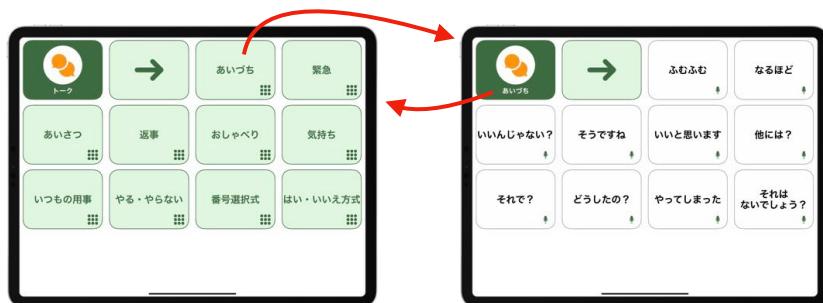 トーク
あいづち
緊急
あいさつ
返事
おしゃべり
気持ち
いつもの用事
やる・やらない
番号選択式
はい・いいえ方式
あいづち
ふむふむ
なるほど
いいんじゃない？
そうですね
いいと思います
他には？
それで？
どうしたの？
やってしまった
それは
ないでしょう？